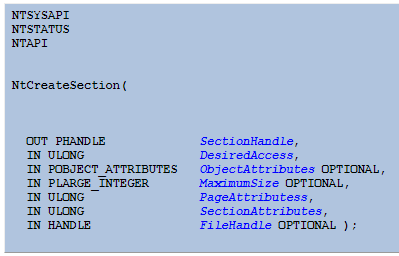 NTSYSAPI
NTSTATUS
NTAPI
NtCreateSection(
OUT PHANDLE SectionHandle,
IN ULONG DesiredAccess,
IN POBJECT_ATTRIBUTES ObjectAttributes OPTIONAL,
IN PLARGE_INTEGER MaximumSize OPTIONAL,
IN ULONG PageAttributess,
IN ULONG SectionAttributes,
IN HANDLE FileHandle OPTIONAL );